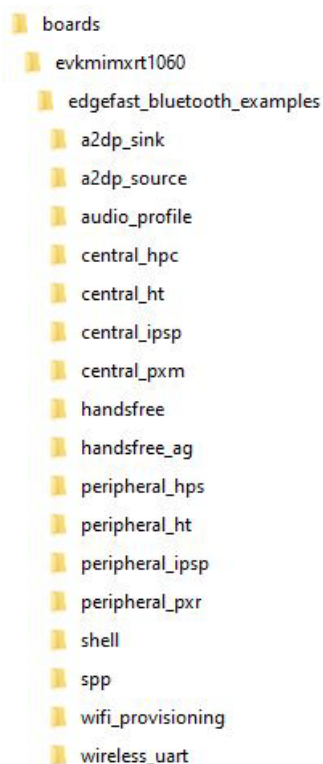 boards
evkmimxrt1060
edgefast_bluetooth_examples
a2dp_sink
a2dp_source
audio_profile
central_hpc
central_ht
central_ipsp
central_pxm
handsfree
handsfree_ag
peripheral_hps
peripheral_ht
peripheral_ipsp
peripheral_pxr
shell
spp
wifi_provisioning
wireless_uart